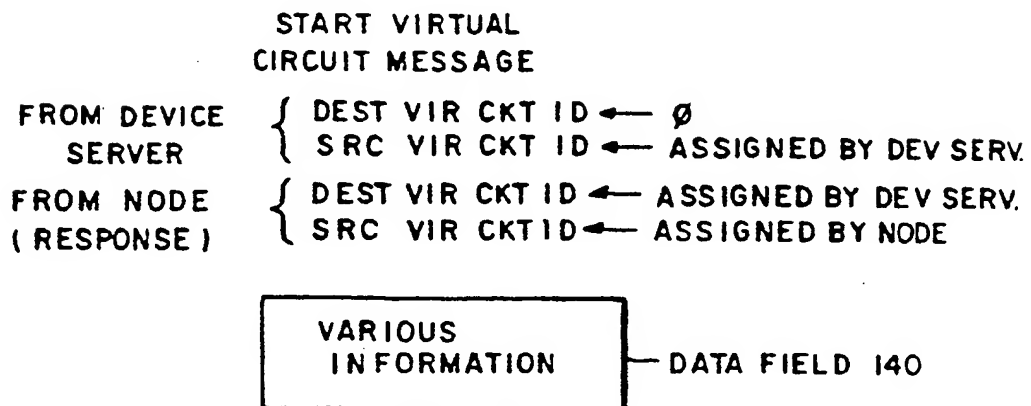 START VIRTUAL
CIRCUIT MESSAGE
FROM DEVICE SERVER { DEST VIR CKT ID ← Ø
SRC VIR CKT ID ← ASSIGNED BY DEV SERV.
FROM NODE (RESPONSE) { DEST VIR CKT ID ← ASSIGNED BY DEV SERV.
SRC VIR CKT ID ← ASSIGNED BY NODE
VARIOUS
INFORMATION — DATA FIELD 140